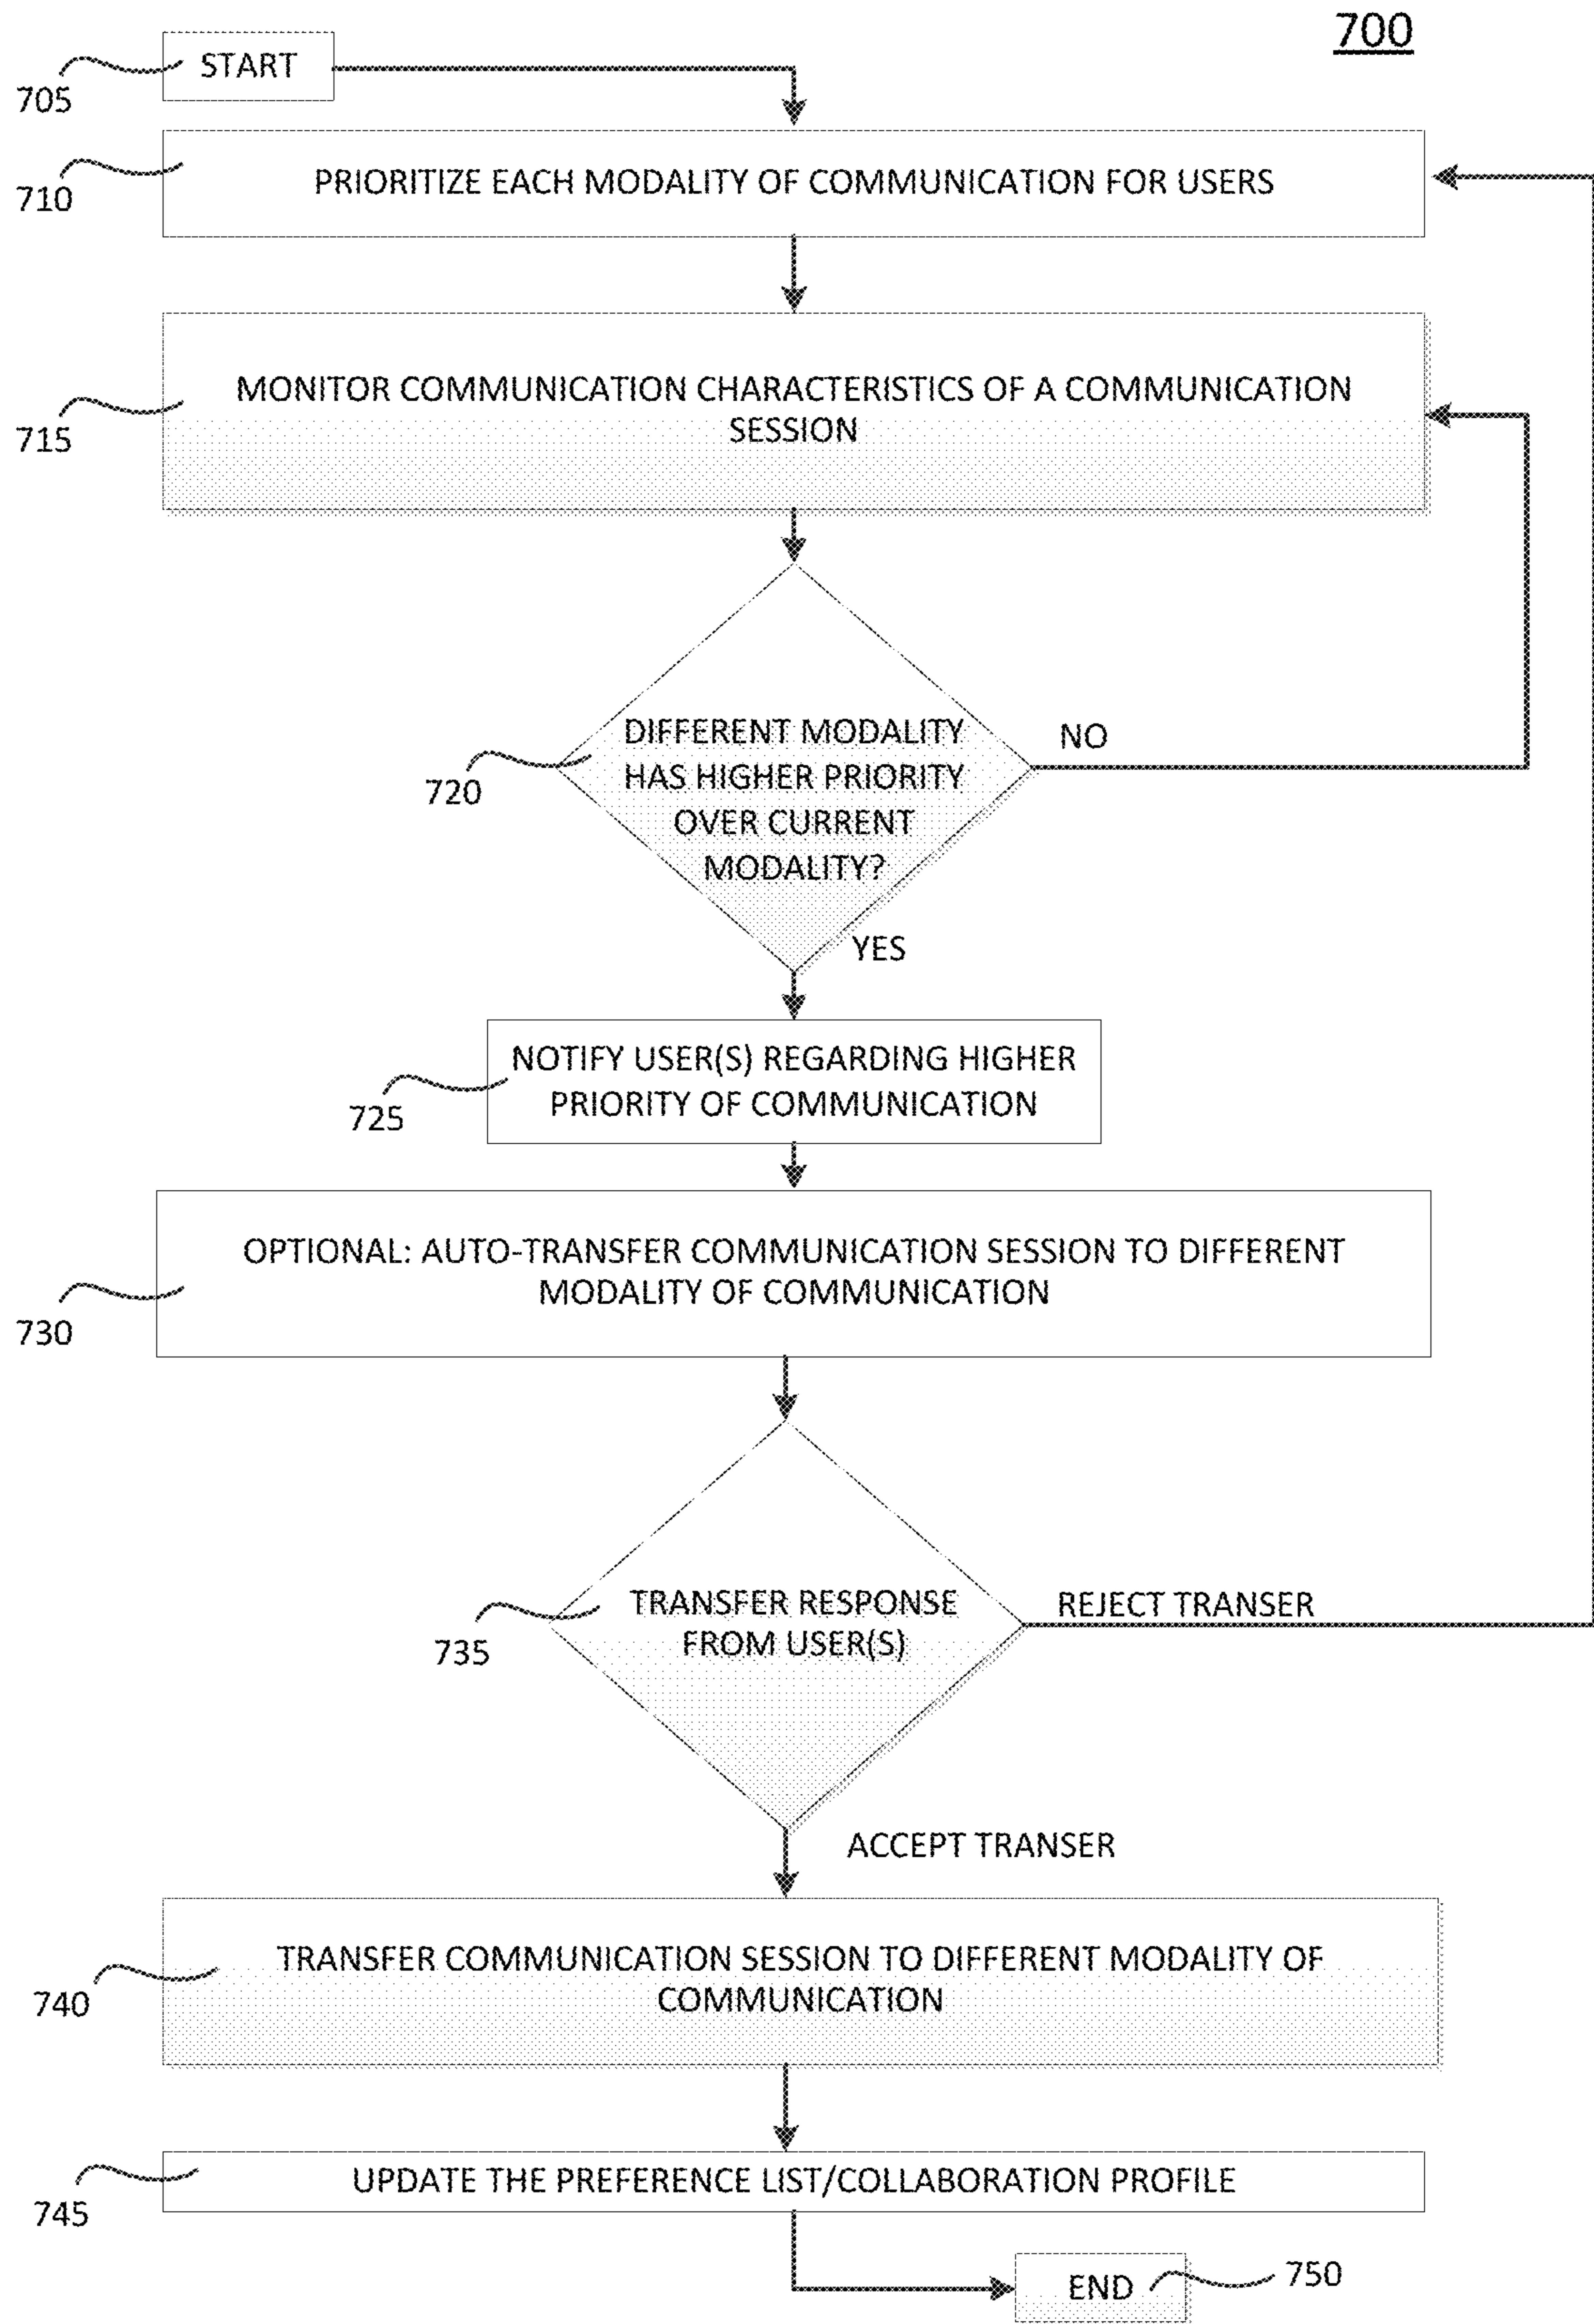 700
START
705
PRIORITIZE EACH MODALITY OF COMMUNICATION FOR USERS
710
MONITOR COMMUNICATION CHARACTERISTICS OF A COMMUNICATION
SESSION
715
DIFFERENT MODALITY
HAS HIGHER PRIORITY
OVER CURRENT
MODALITY?
720
NO
YES
NOTIFY USER(S) REGARDING HIGHER
PRIORITY OF COMMUNICATION
725
OPTIONAL: AUTO-TRANSFER COMMUNICATION SESSION TO DIFFERENT
MODALITY OF COMMUNICATION
730
TRANSFER RESPONSE
FROM USER(S)
735
REJECT TRANSER
ACCEPT TRANSER
TRANSFER COMMUNICATION SESSION TO DIFFERENT MODALITY OF
COMMUNICATION
740
UPDATE THE PREFERENCE LIST/COLLABORATION PROFILE
745
END
750